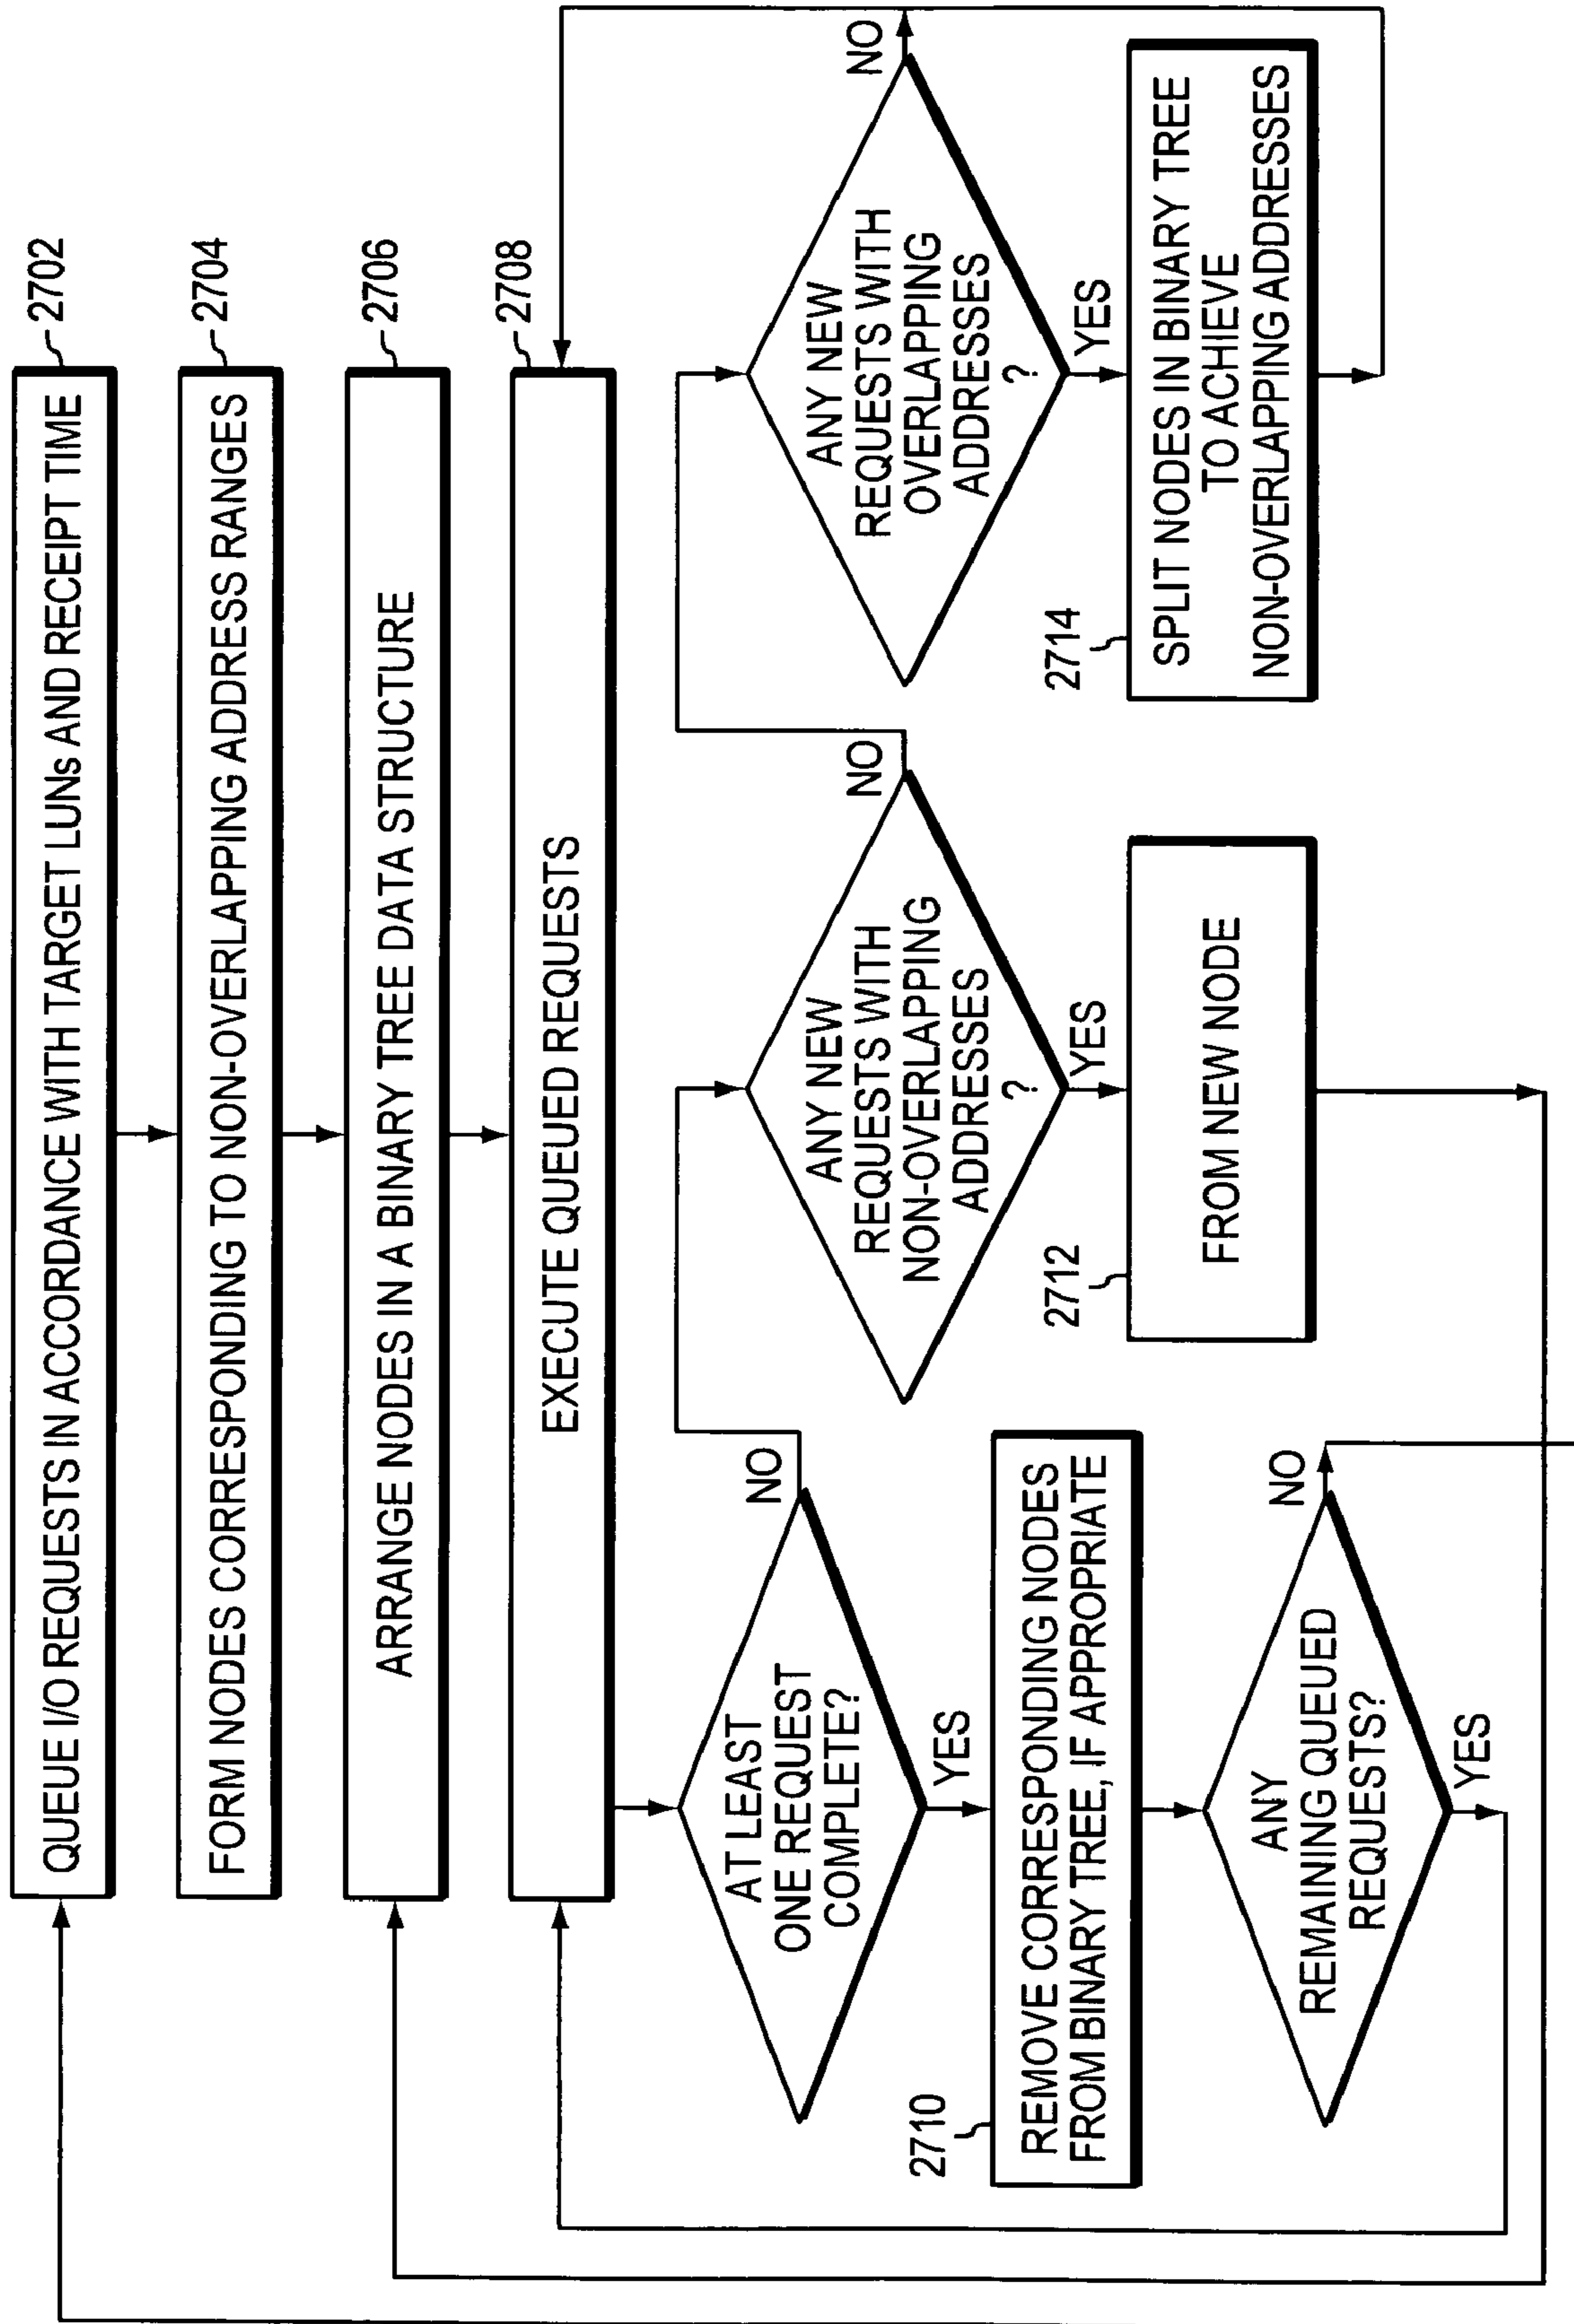 QUEUE I/O REQUESTS IN ACCORDANCE WITH TARGET LUNs AND RECEIPT TIME
2702
FORM NODES CORRESPONDING TO NON-OVERLAPPING ADDRESS RANGES
2704
ARRANGE NODES IN A BINARY TREE DATA STRUCTURE
2706
EXECUTE QUEUED REQUESTS
2708
AT LEAST
ONE REQUEST
COMPLETE?
NO
YES
2710
REMOVE CORRESPONDING NODES
FROM BINARY TREE, IF APPROPRIATE
ANY
REMAINING QUEUED
REQUESTS?
NO
YES
ANY NEW
REQUESTS WITH
NON-OVERLAPPING
ADDRESSES
?
NO
YES
2712
FROM NEW NODE
ANY NEW
REQUESTS WITH
OVERLAPPING
ADDRESSES
?
NO
YES
2714
SPLIT NODES IN BINARY TREE
TO ACHIEVE
NON-OVERLAPPING ADDRESSES